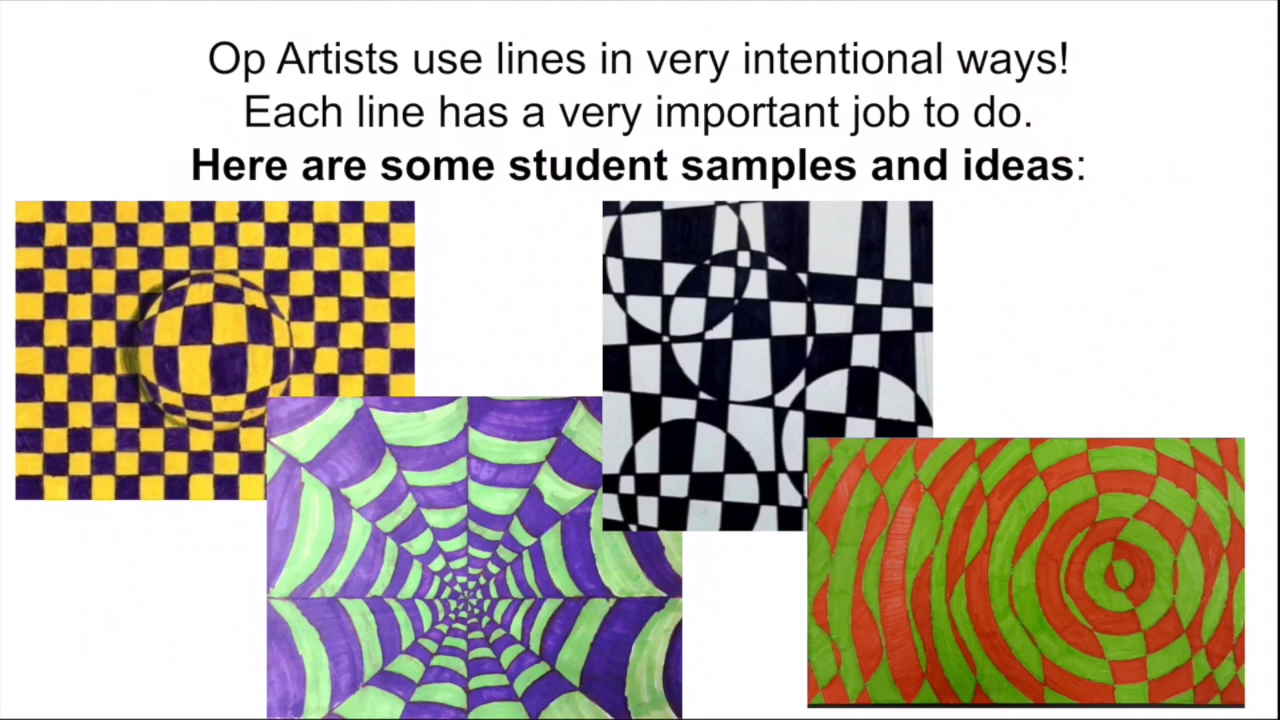 Op Artists use lines in very intentional ways!
Each line has a very important job to do.
Here are some student samples and ideas: